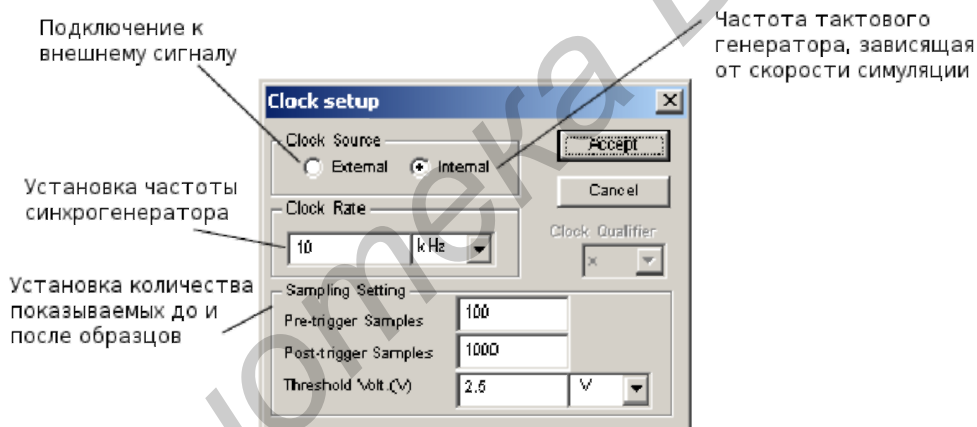 Подключение к
внешнему сигналу
Частота тактового
генератора, зависящая
от скорости симуляции
Clock setup
Clock Source
External
Internal
Accept
Cancel
Установка частоты
синхрогенератора
Clock Rate
10
kHz
Clock Qualifier
x
Установка количества
показываемых до и
после образцов
Sampling Setting
Pre-trigger Samples
100
Post-trigger Samples
1000
Threshold Volt.(V)
2.5
V